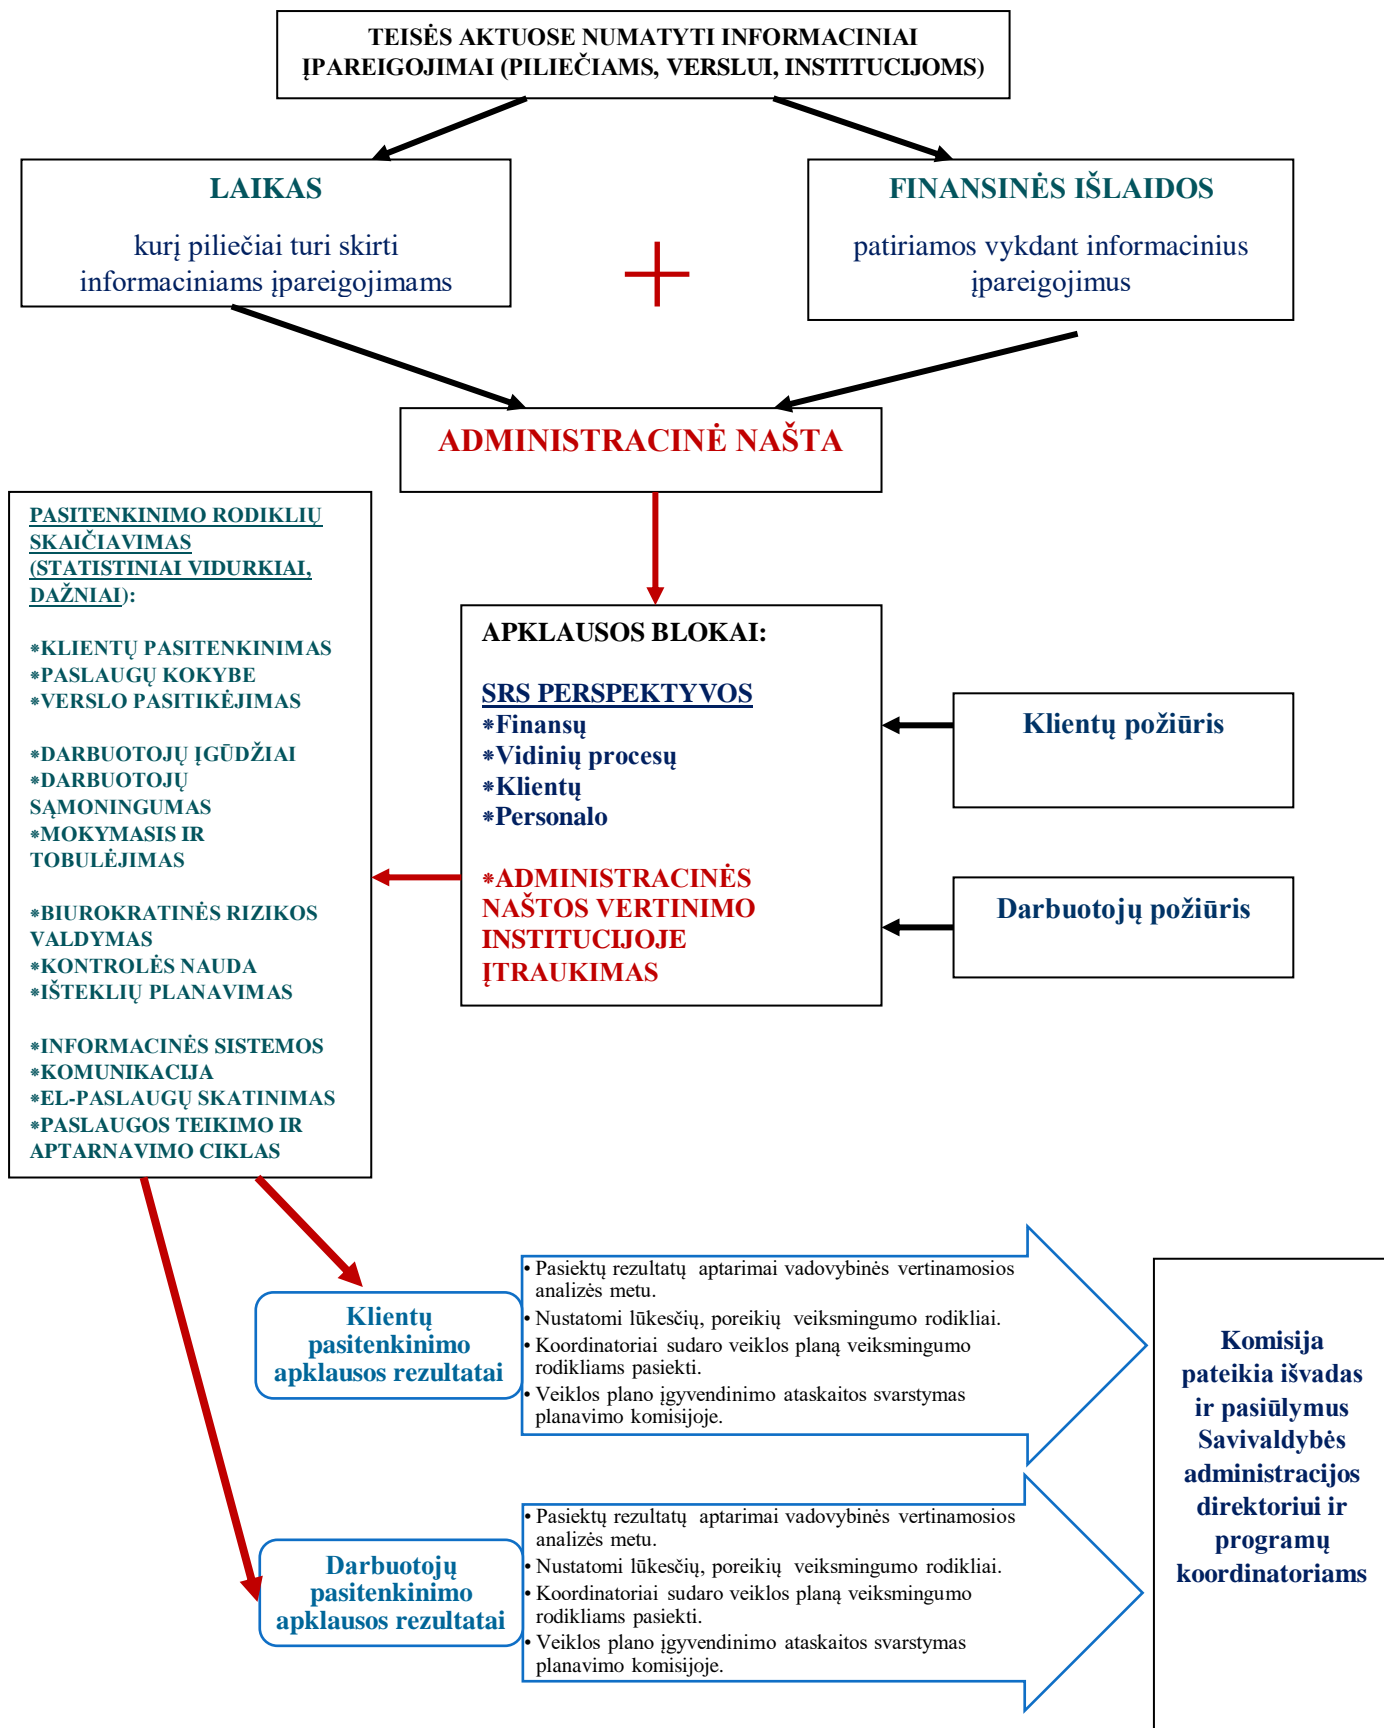 TEISĖS AKTUOSE NUMATYTI INFORMACINIAI
ĮPAREIGOJIMAI (PILIEČIAMS, VERSLUI, INSTITUCIJOMS)
LAIKAS
kurį piliečiai turi skirti
informaciniams įpareigojimams
FINANSINĖS IŠLAIDOS
patiriamos vykdant informacinius
įpareigojimus
ADMINISTRACINĖ NAŠTA
PASITENKINIMO RODIKLIŲ
SKAIČIAVIMAS
(STATISTINIAI VIDURKIAI,
DAŽNIAI):
*KLIENTŲ PASITENKINIMAS
*PASLAUGŲ KOKYBE
*VERSLO PASITIKĖJIMAS
*DARBUOTOJŲ ĮGŪDŽIAI
*DARBUOTOJŲ
SĄMONINGUMAS
*MOKYMASIS IR
TOBULĖJIMAS
*BIUROKRATINĖS RIZIKOS
VALDYMAS
*KONTROLĖS NAUDA
*IŠTEKLIŲ PLANAVIMAS
*INFORMACINĖS SISTEMOS
*KOMUNIKACIJA
*EL-PASLAUGŲ SKATINIMAS
*PASLAUGOS TEIKIMO IR
APTARNAVIMO CIKLAS
APKLAUSOS BLOKAI:
SRS PERSPEKTYVOS
*Finansų
*Vidinių procesų
*Klientų
*Personalo
*ADMINISTRACINĖS
NAŠTOS VERTINIMO
INSTITUCIJOJE
ĮTRAUKIMAS
Klientų požiūris
Darbuotojų požiūris
Klientų
pasitenkinimo
apklausos rezultatai
• Pasiektų rezultatų aptarimai vadovybinės vertinamosios
analizės metu.
• Nustatomi lūkesčių, poreikių veiksmingumo rodikliai.
• Koordinatoriai sudaro veiklos planą veiksmingumo
rodikliams pasiekti.
• Veiklos plano įgyvendinimo ataskaitos svarstymas
planavimo komisijoje.
Darbuotojų
pasitenkinimo
apklausos rezultatai
• Pasiektų rezultatų aptarimai vadovybinės vertinamosios
analizės metu.
• Nustatomi lūkesčių, poreikių veiksmingumo rodikliai.
• Koordinatoriai sudaro veiklos planą veiksmingumo
rodikliams pasiekti.
• Veiklos plano įgyvendinimo ataskaitos svarstymas
planavimo komisijoje.
Komisija
pateikia išvadas
ir pasiūlymus
Savivaldybės
administracijos
direktoriui ir
programų
koordinatoriams